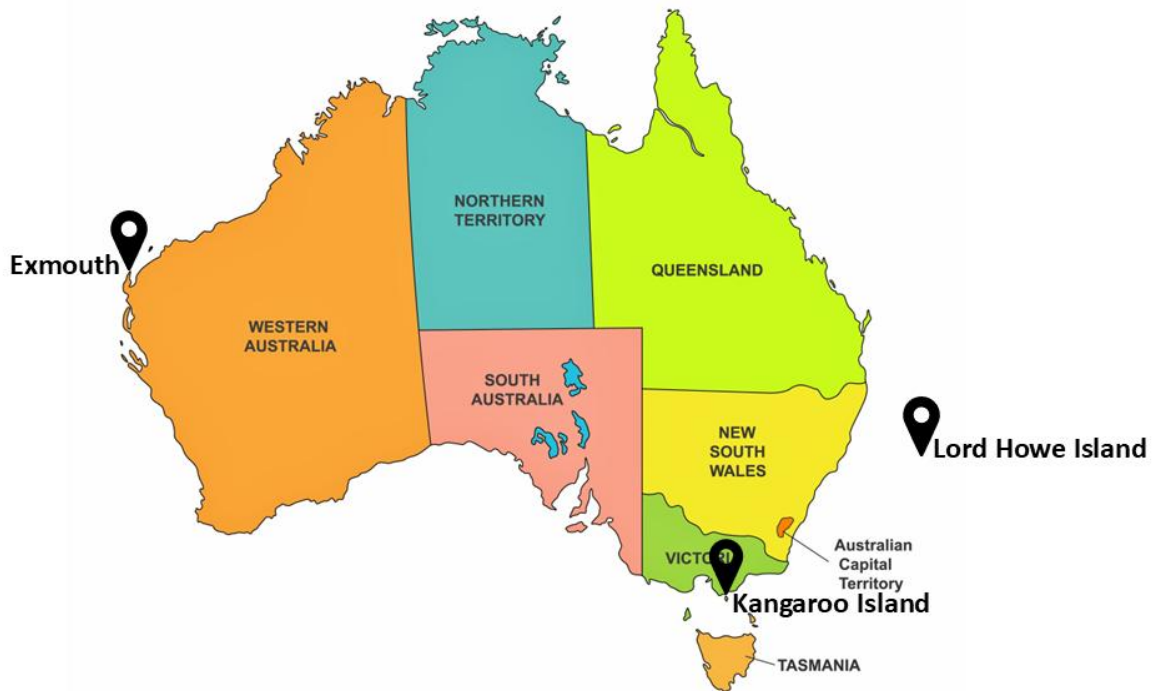 NORTHERN
TERRITORY
Exmouth
QUEENSLAND
WESTERN
AUSTRALIA
SOUTH
AUSTRALIA
NEW
SOUTH
WALES
Lord Howe Island
Australian
Capital
Territory
Kangaroo Island
TASMANIA